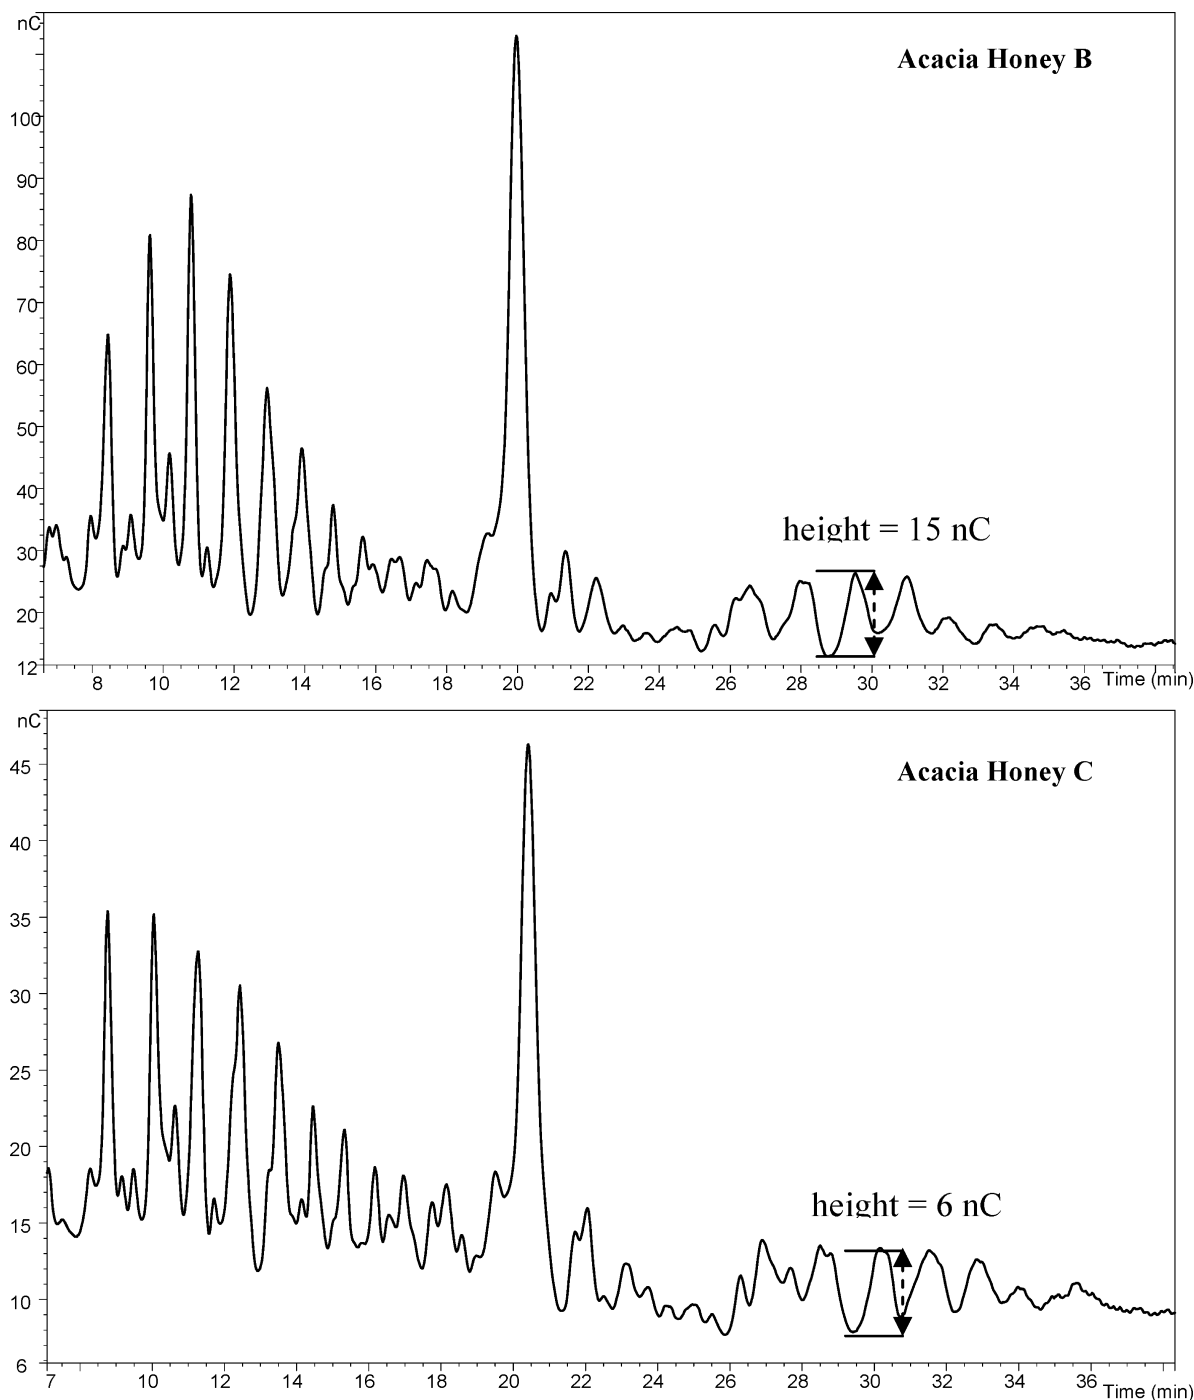 nC
Acacia Honey B
100
90
80
70
60
50
40
height = 15 nC
30
20
12
8 10 12 14 16 18 20 22 24 26 28 30 32 34 36 Time (min)
nC
Acacia Honey C
45
40
35
30
25
20
height = 6 nC
15
10
6
7 10 12 14 16 18 20 22 24 26 28 30 32 34 36 Time (min)